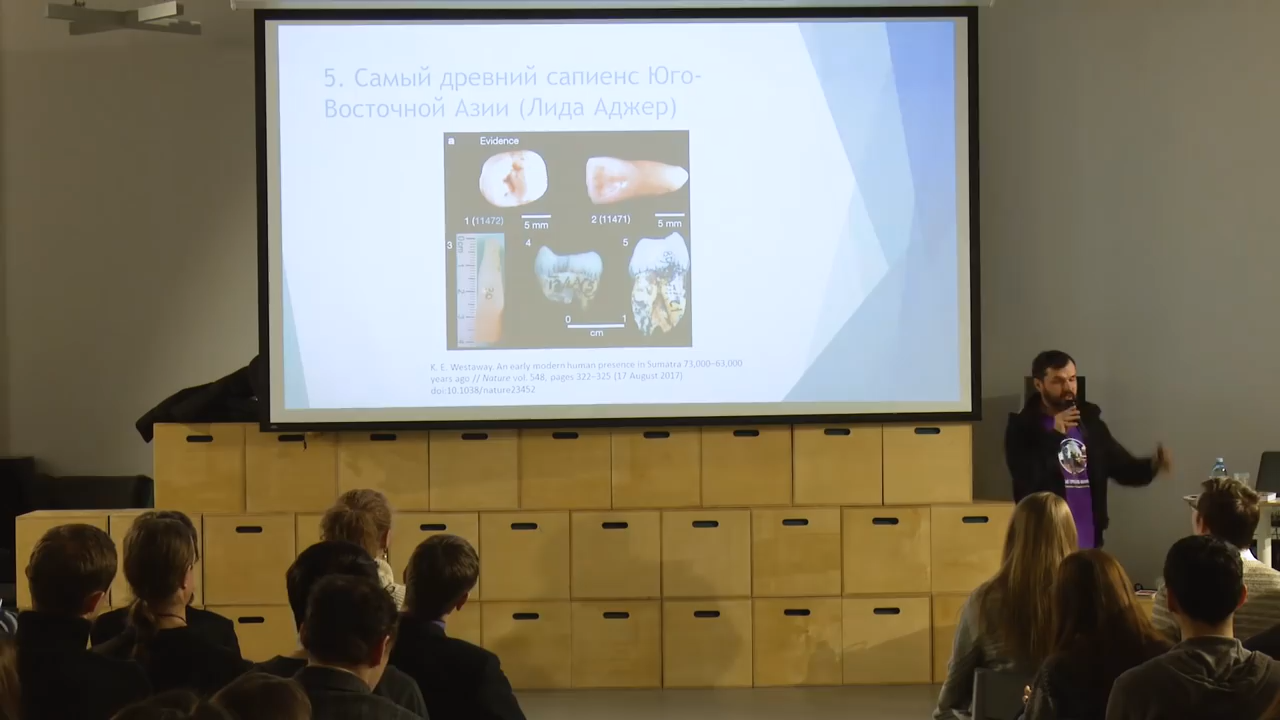 5. Самый древний сапиенс Юго-
Восточной Азии (Лида Аджер)
a Evidence
1 (11472) 5 mm 2 (11471) 5 mm
3 4 5
0 1
cm
K. E. Westaway. An early modern human presence in Sumatra 73,000–63,000
years ago // Nature vol. 548, pages 322–325 (17 August 2017)
doi:10.1038/nature23452